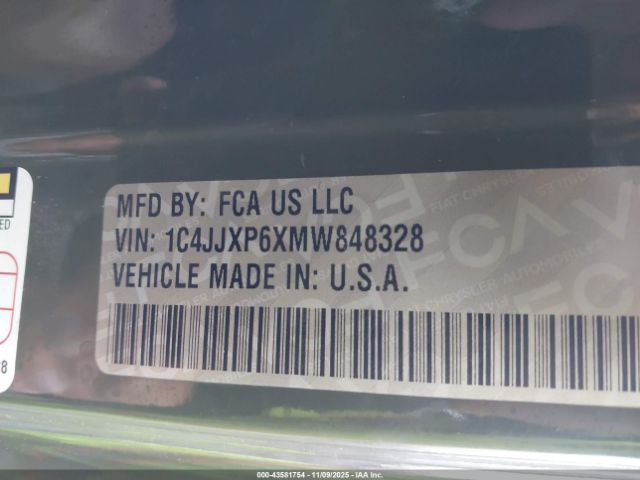 MFD BY: FCA US LLC
VIN: 1C4JJXP6XMW848328
VEHICLE MADE IN: U.S.A.
000-43581754 - 11/09/2025 - IAA Inc.